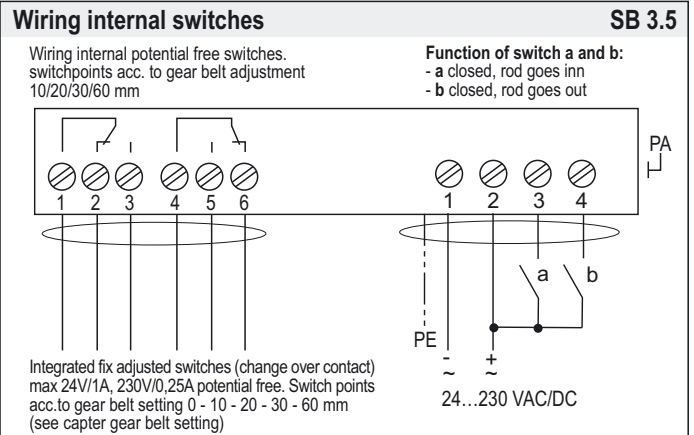 Wiring internal switches SB 3.5
Wiring internal potential free switches.
switchpoints acc. to gear belt adjustment
10/20/30/60 mm
Function of switch a and b:
- a closed, rod goes inn
- b closed, rod goes out
PA
1 2 3 4 5 6
1 2 3 4
a b
PE
- +
~ ~
24...230 VAC/DC
Integrated fix adjusted switches (change over contact)
max 24V/1A, 230V/0,25A potential free. Switch points
acc.to gear belt setting 0 - 10 - 20 - 30 - 60 mm
(see capter gear belt setting)